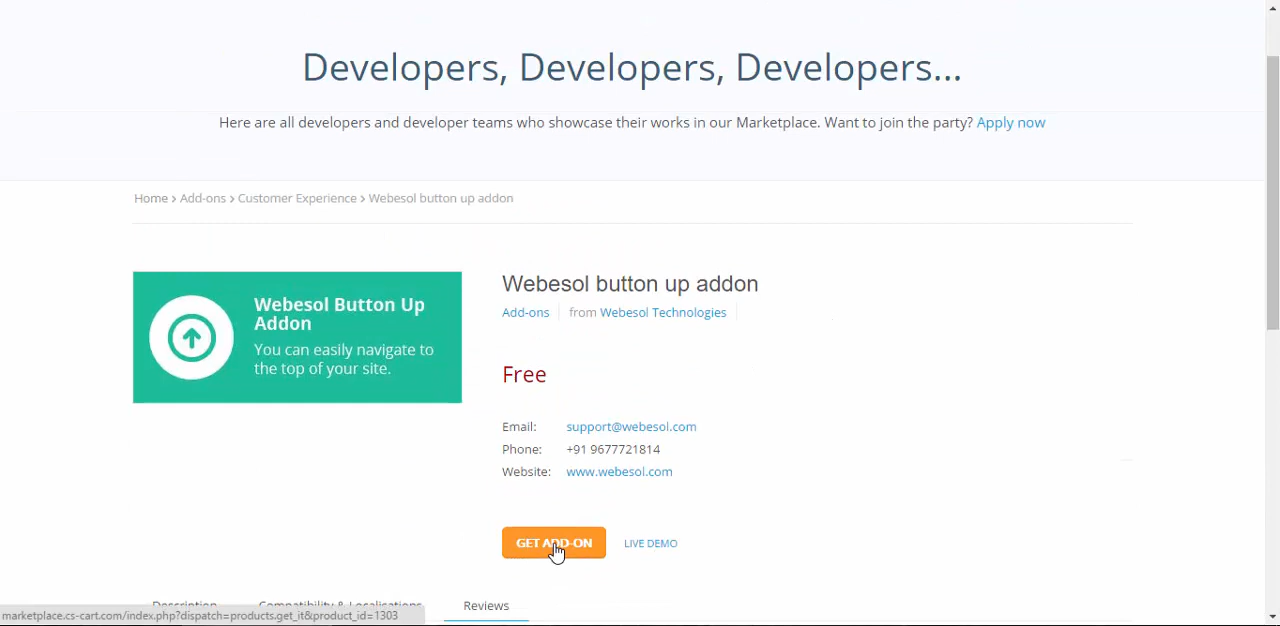 Developers, Developers, Developers...
Here are all developers and developer teams who showcase their works in our Marketplace. Want to join the party? Apply now
Home > Add-ons > Customer Experience > Webesol button up addon
Webesol Button Up
Addon
You can easily navigate to
the top of your site.
Webesol button up addon
Add-ons from Webesol Technologies
Free
Email: support@webesol.com
Phone: +91 9677721814
Website: www.webesol.com
GET ADD-ON LIVE DEMO
Description Compatibility & Localisations Reviews
marketplace.cs-cart.com/index.php?dispatch=products.get_it&product_id=1303